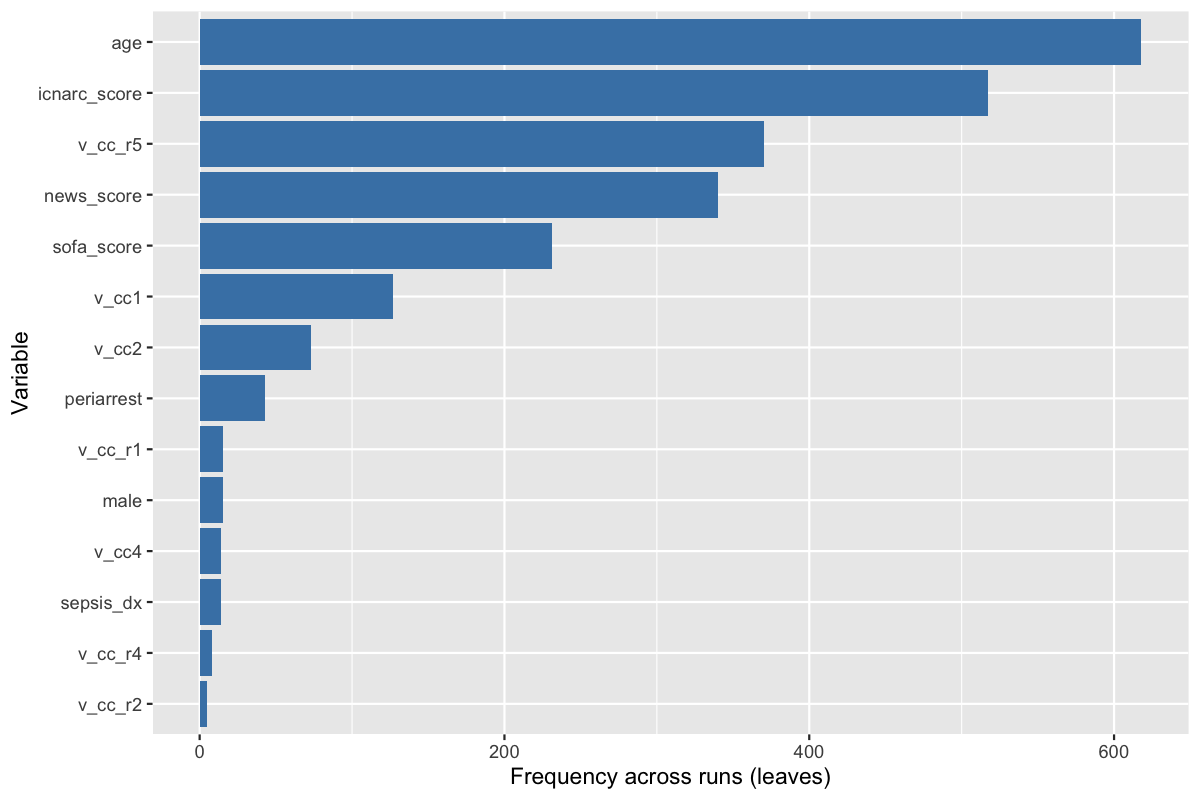 age
icnarc_score
v_cc_r5
news_score
sofa_score
v_cc1
v_cc2
periarrest
v_cc_r1
male
v_cc4
sepsis_dx
v_cc_r4
v_cc_r2
Variable
0 200 400 600
Frequency across runs (leaves)